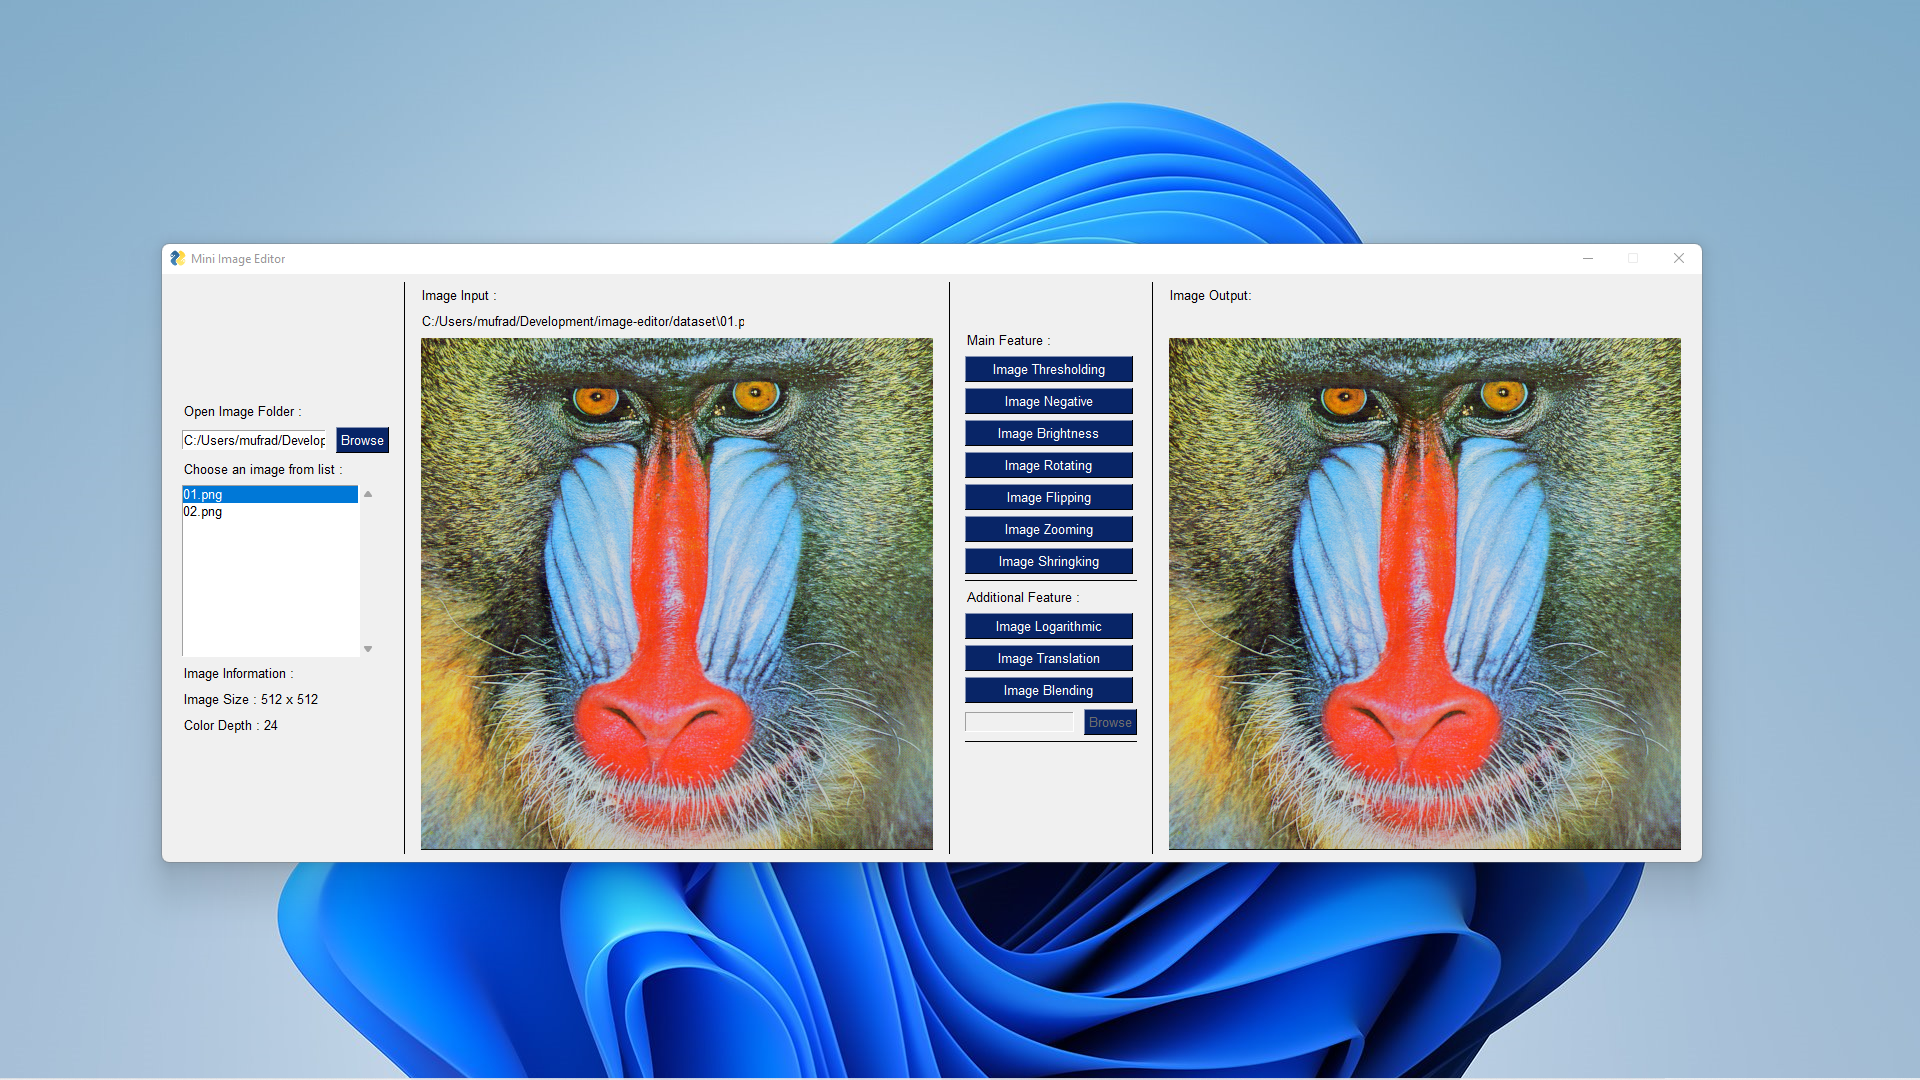 Mini Image Editor
Open Image Folder :
C:/Users/mufrad/Develop
Browse
Choose an image from list :
01.png
02.png
Image Information :
Image Size : 512 x 512
Color Depth : 24
Image Input :
C:/Users/mufrad/Development/image-editor/dataset\01.p
Main Feature :
Image Thresholding
Image Negative
Image Brightness
Image Rotating
Image Flipping
Image Zooming
Image Shringking
Additional Feature :
Image Logarithmic
Image Translation
Image Blending
Browse
Image Output: